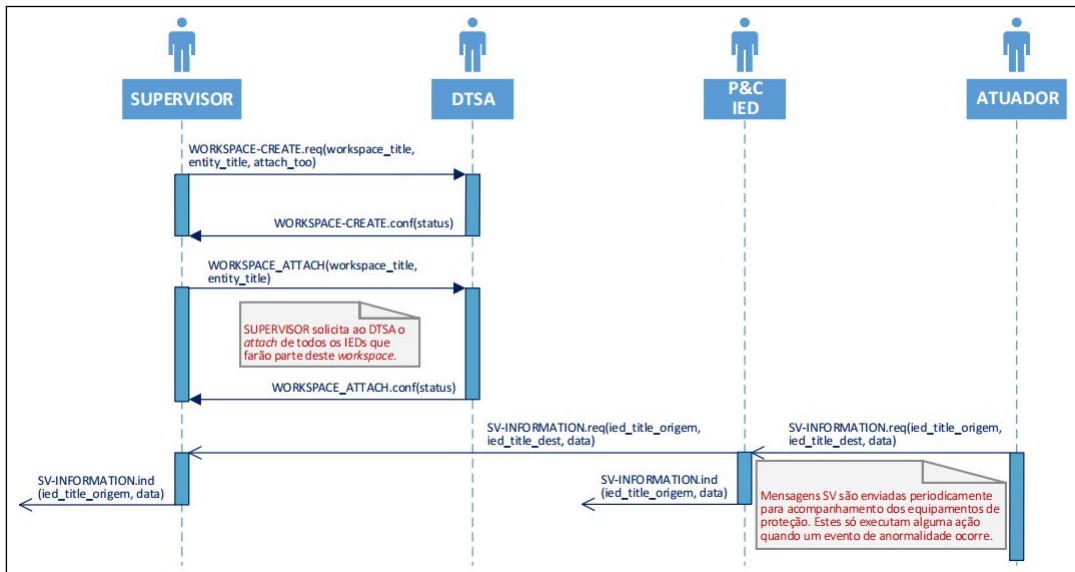 SUPERVISOR
DTSA
P&C
IED
ATUADOR
WORKSPACE-CREATE.req(workspace_title,
entity_title, attach_too)
WORKSPACE-CREATE.conf(status)
WORKSPACE_ATTACH(workspace_title,
entity_title)
SUPERVISOR solicita ao DTSA o
attach de todos os IEDs que
farão parte deste workspace.
WORKSPACE_ATTACH.conf(status)
SV-INFORMATION.req(ied_title_origem,
ied_title_dest, data)
SV-INFORMATION.req(ied_title_origem,
ied_title_dest, data)
SV-INFORMATION.ind
(ied_title_origem, data)
SV-INFORMATION.ind
(ied_title_origem, data)
Mensagens SV são enviadas periodicamente
para acompanhamento dos equipamentos de
proteção. Estes só executam alguma ação
quando um evento de anormalidade ocorre.